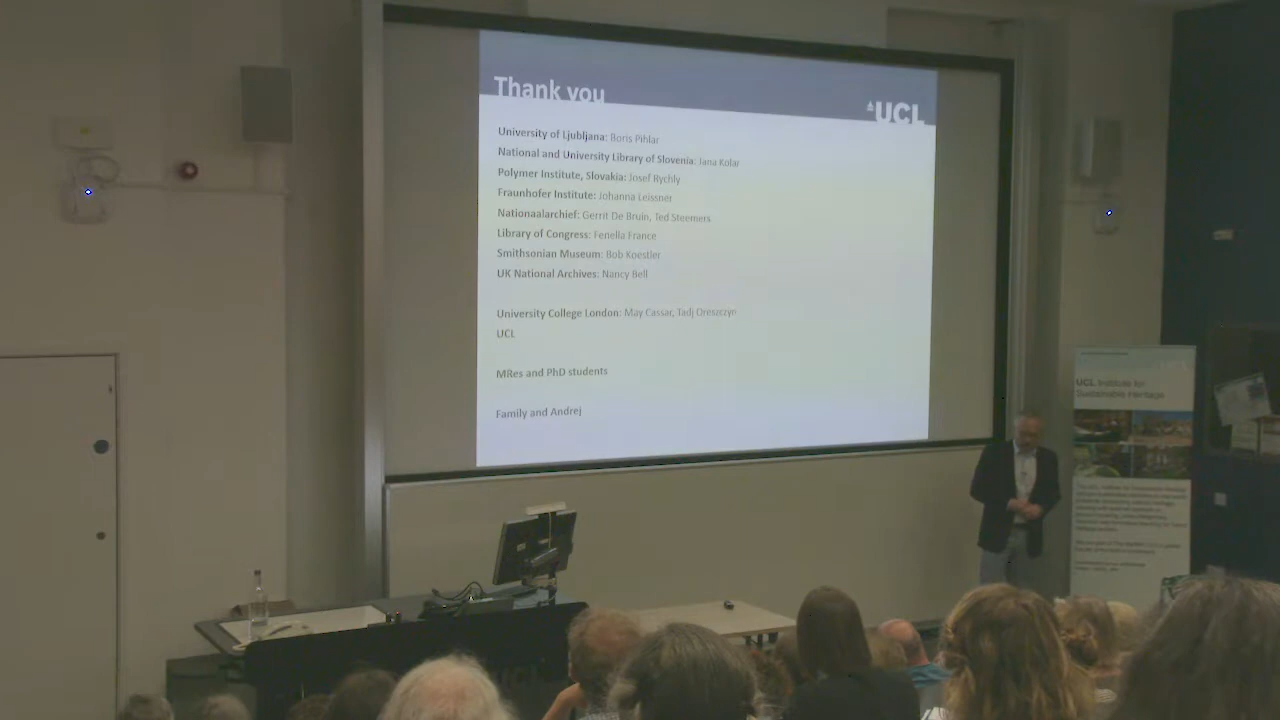 Thank you
UCL
University of Ljubljana: Boris Pihlar
National and University Library of Slovenia: Jana Kolar
Polymer Institute, Slovakia: Josef Rychly
Fraunhofer Institute: Johanna Leissner
Nationaalarchief: Gerrit De Bruin, Ted Steemers
Library of Congress: Fenella France
Smithsonian Museum: Bob Koestler
UK National Archives: Nancy Bell
University College London: May Cassar, Tadj Oreszczyn
UCL
MRes and PhD students
Family and Andrej
UCL Institute for
Sustainable Heritage